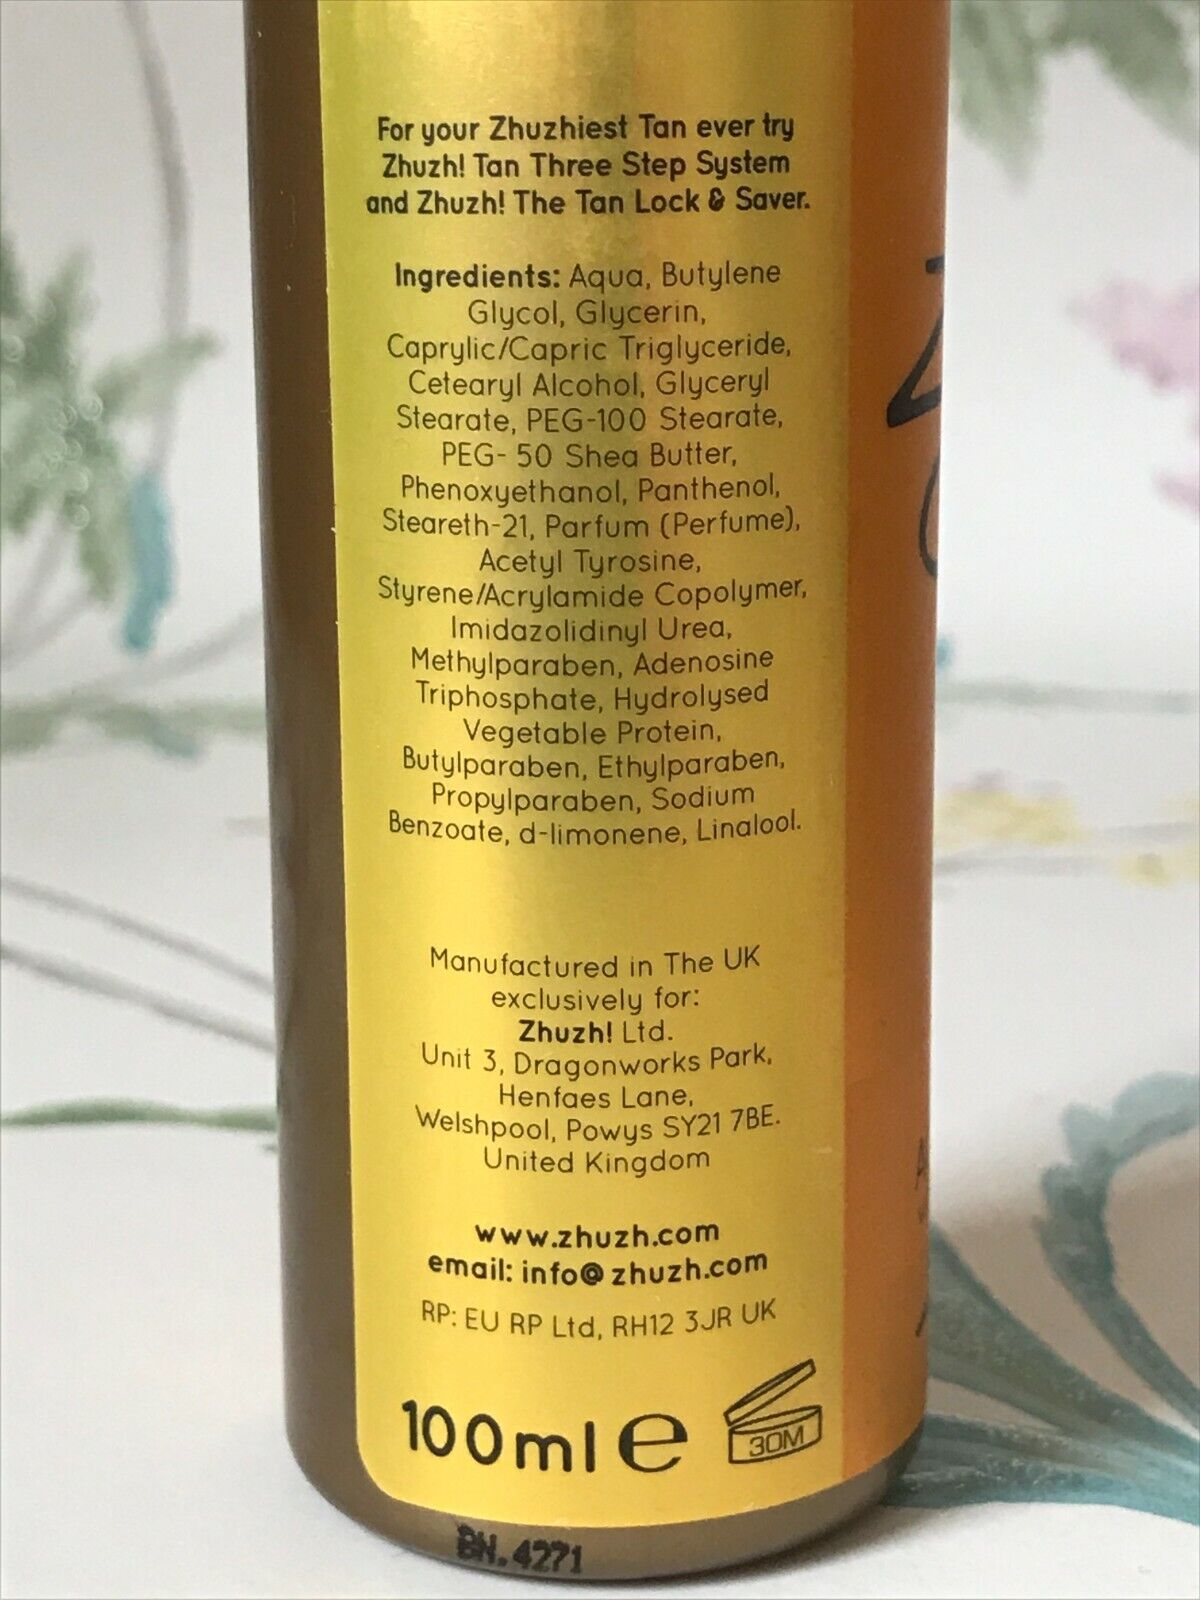 For your Zhuzhiest Tan ever try
Zhuzh! Tan Three Step System
and Zhuzh! The Tan Lock & Saver.
Ingredients: Aqua, Butylene
Glycol, Glycerin,
Caprylic/Capric Triglyceride,
Cetearyl Alcohol, Glyceryl
Stearate, PEG-100 Stearate,
PEG- 50 Shea Butter,
Phenoxyethanol, Panthenol,
Steareth-21, Parfum (Perfume),
Acetyl Tyrosine,
Styrene/Acrylamide Copolymer,
Imidazolidinyl Urea,
Methylparaben, Adenosine
Triphosphate, Hydrolysed
Vegetable Protein,
Butylparaben, Ethylparaben,
Propylparaben, Sodium
Benzoate, d-limonene, Linalool.
Manufactured in The UK
exclusively for:
Zhuzh! Ltd.
Unit 3, Dragonworks Park,
Henfaes Lane,
Welshpool, Powys SY21 7BE.
United Kingdom
www.zhuzh.com
email: info@zhuzh.com
RP: EU RP Ltd, RH12 3JR UK
100ml e
30M
BN.4271